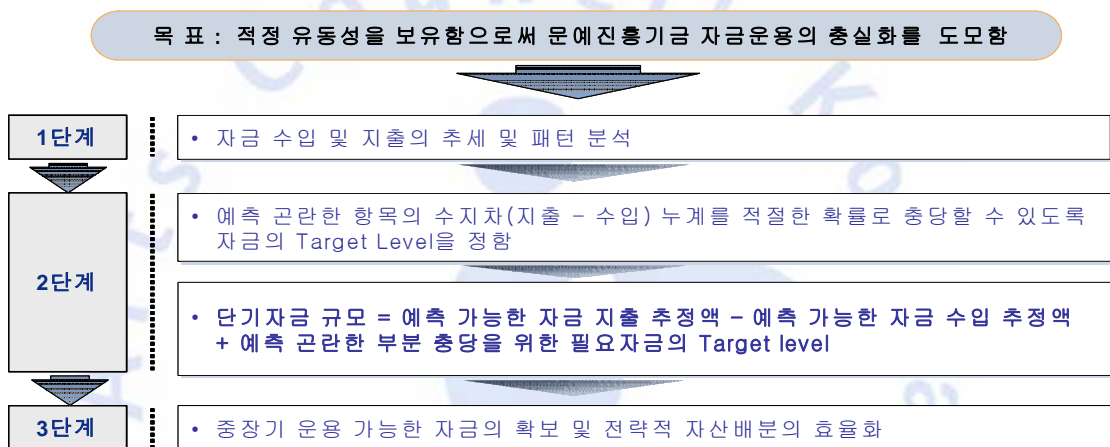 목 표 : 적정 유동성을 보유함으로써 문예진흥기금 자금운용의 충실화를 도모함
1단계
• 자금 수입 및 지출의 추세 및 패턴 분석
2단계
• 예측 곤란한 항목의 수지차(지출 – 수입) 누계를 적절한 확률로 충당할 수 있도록
자금의 Target Level을 정함
• 단기자금 규모 = 예측 가능한 자금 지출 추정액 – 예측 가능한 자금 수입 추정액
+ 예측 곤란한 부분 충당을 위한 필요자금의 Target level
3단계
• 중장기 운용 가능한 자금의 확보 및 전략적 자산배분의 효율화